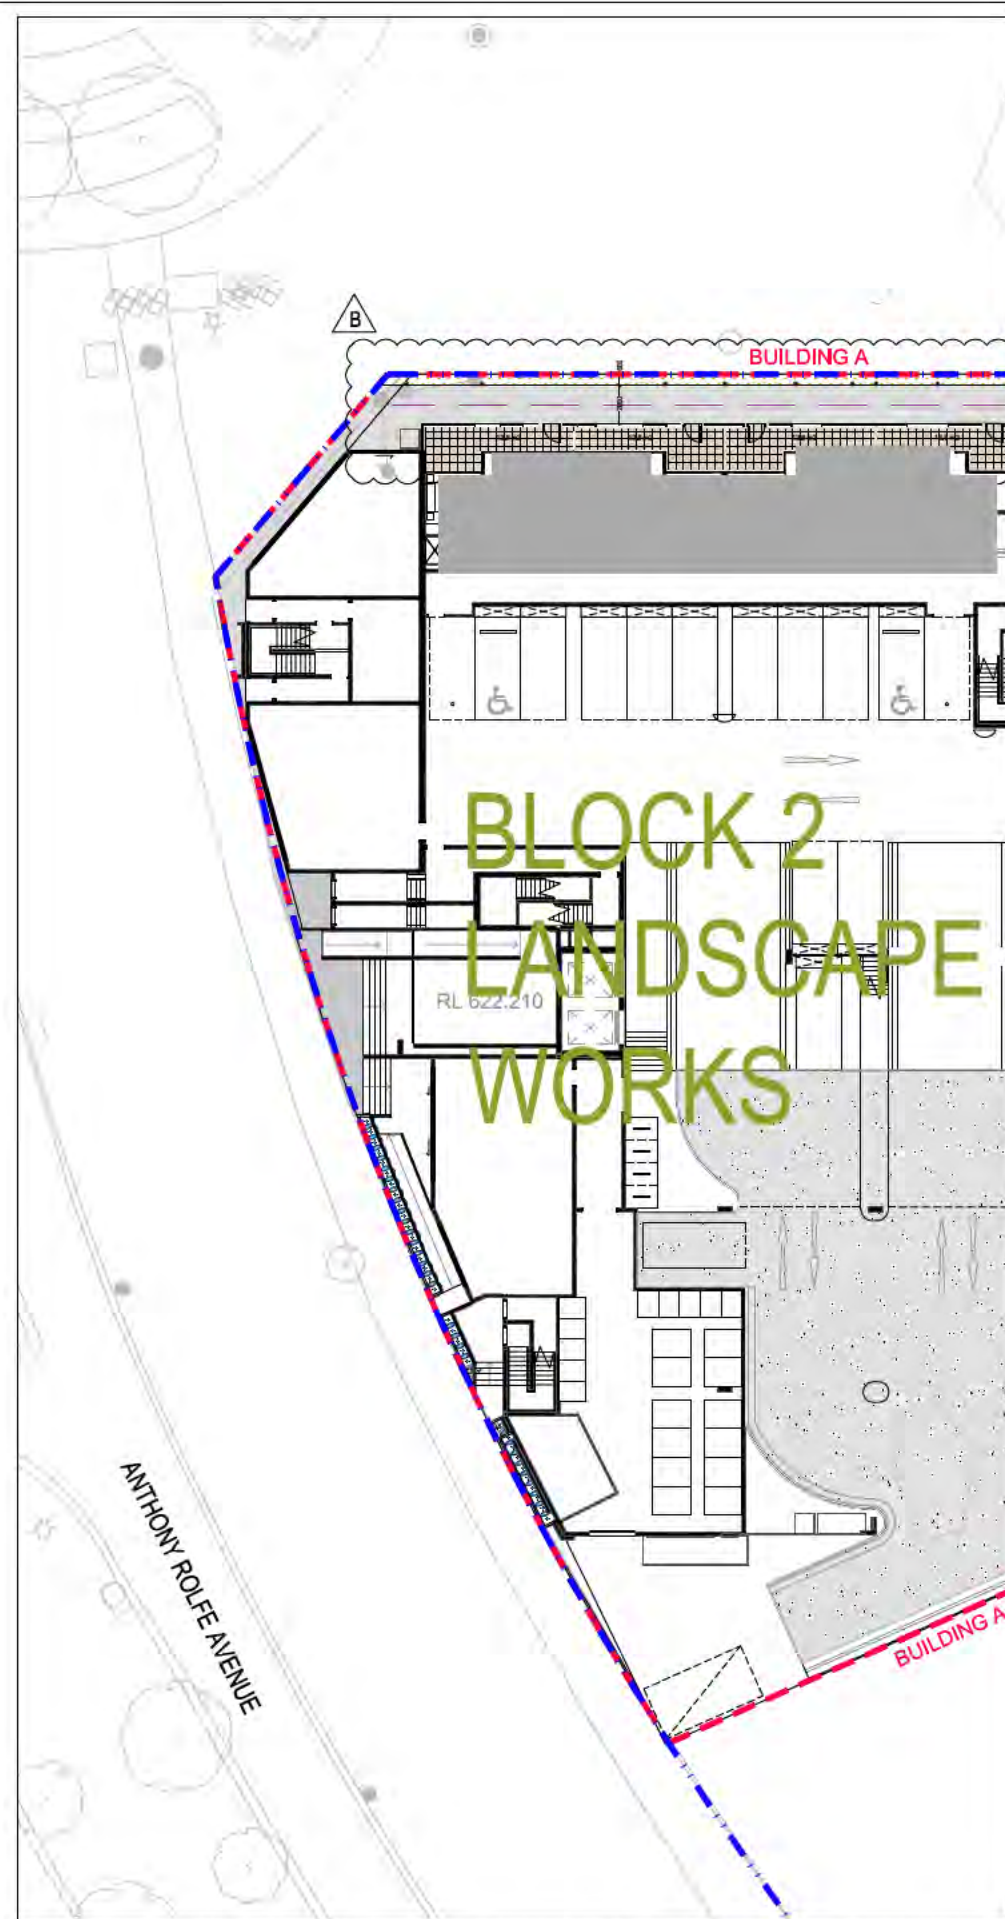 B
BUILDING A
BLOCK 2
LANDSCAPE
WORKS
RL 622.210
ANTHONY ROLFE AVENUE
BUILDING A